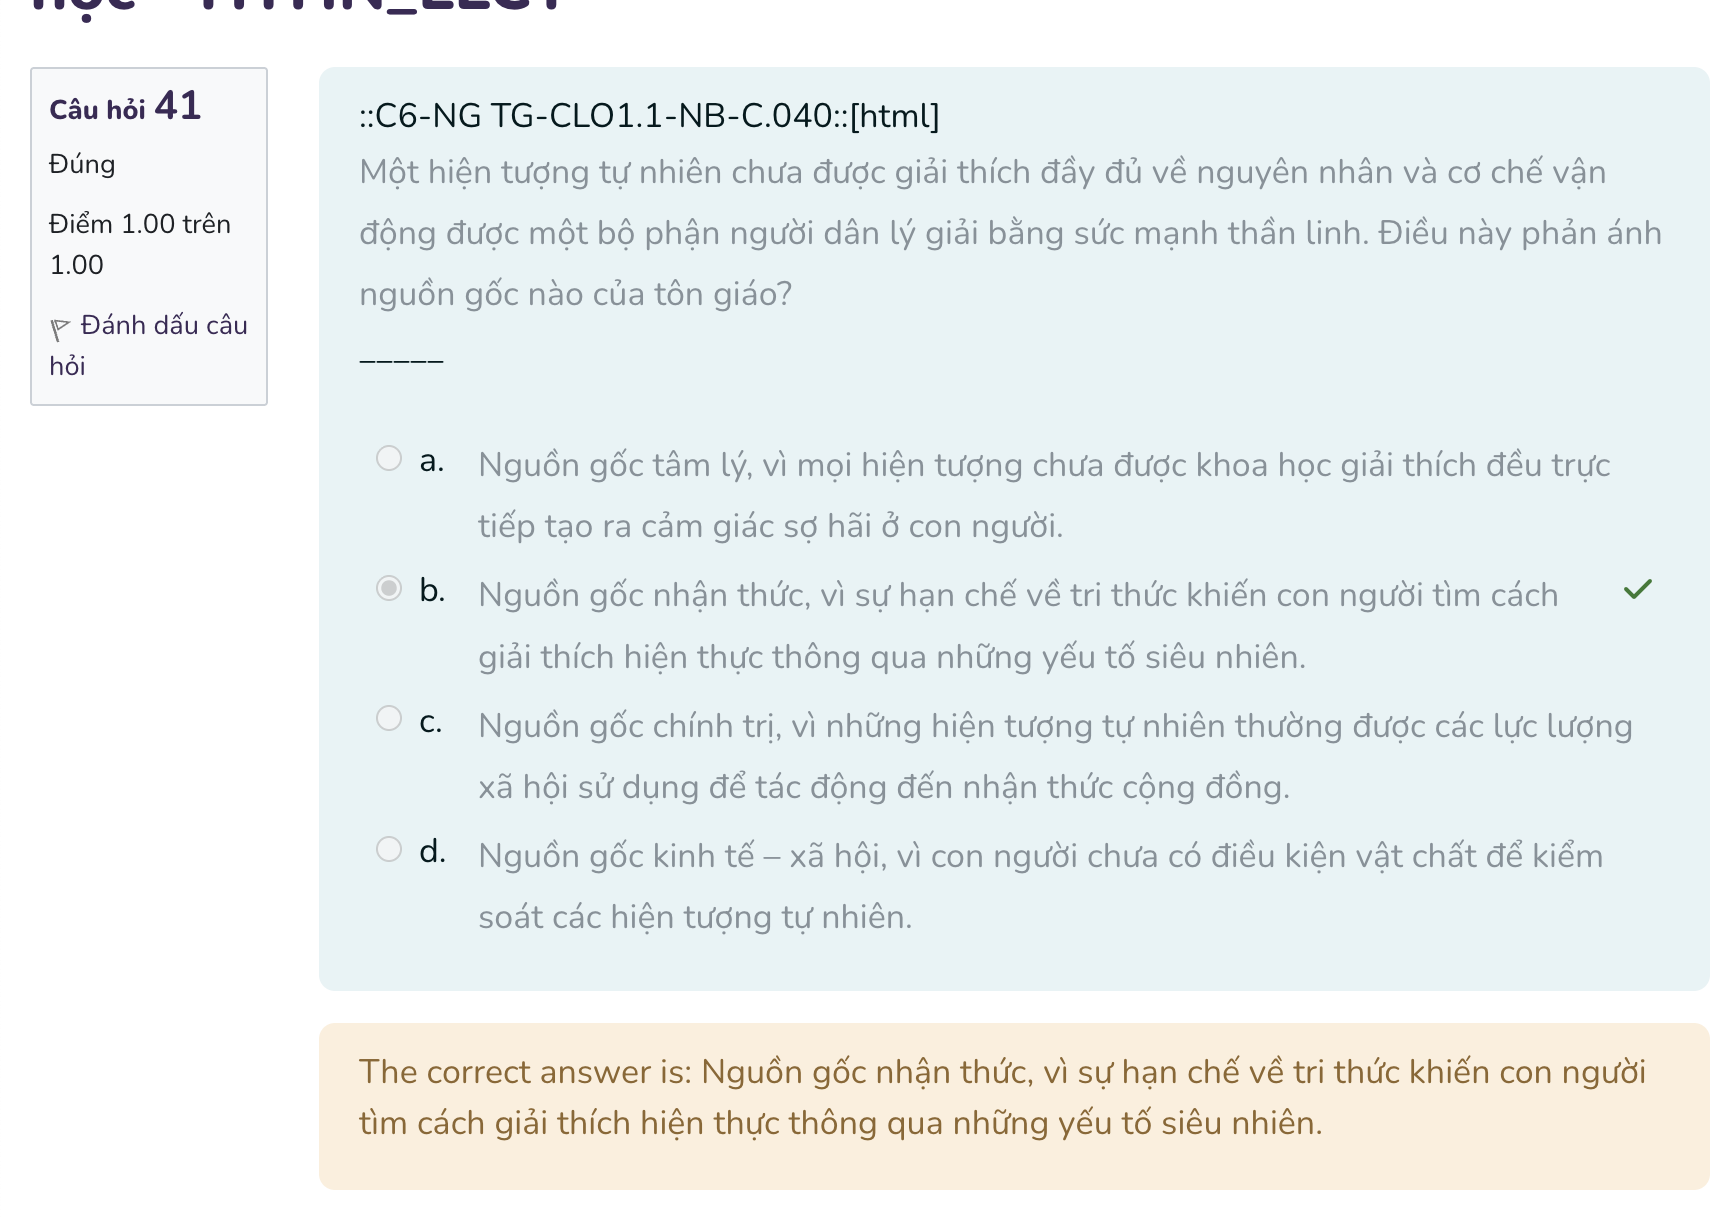 Câu hỏi 41
Đúng
Điểm 1.00 trên
1.00
Đánh dấu câu
hỏi
::C6-NG TG-CLO1.1-NB-C.040::[html]
Một hiện tượng tự nhiên chưa được giải thích đầy đủ về nguyên nhân và cơ chế vận
động được một bộ phận người dân lý giải bằng sức mạnh thần linh. Điều này phản ánh
nguồn gốc nào của tôn giáo?
_____
a. Nguồn gốc tâm lý, vì mọi hiện tượng chưa được khoa học giải thích đều trực
tiếp tạo ra cảm giác sợ hãi ở con người.
b. Nguồn gốc nhận thức, vì sự hạn chế về tri thức khiến con người tìm cách
giải thích hiện thực thông qua những yếu tố siêu nhiên.
c. Nguồn gốc chính trị, vì những hiện tượng tự nhiên thường được các lực lượng
xã hội sử dụng để tác động đến nhận thức cộng đồng.
d. Nguồn gốc kinh tế – xã hội, vì con người chưa có điều kiện vật chất để kiểm
soát các hiện tượng tự nhiên.
The correct answer is: Nguồn gốc nhận thức, vì sự hạn chế về tri thức khiến con người
tìm cách giải thích hiện thực thông qua những yếu tố siêu nhiên.